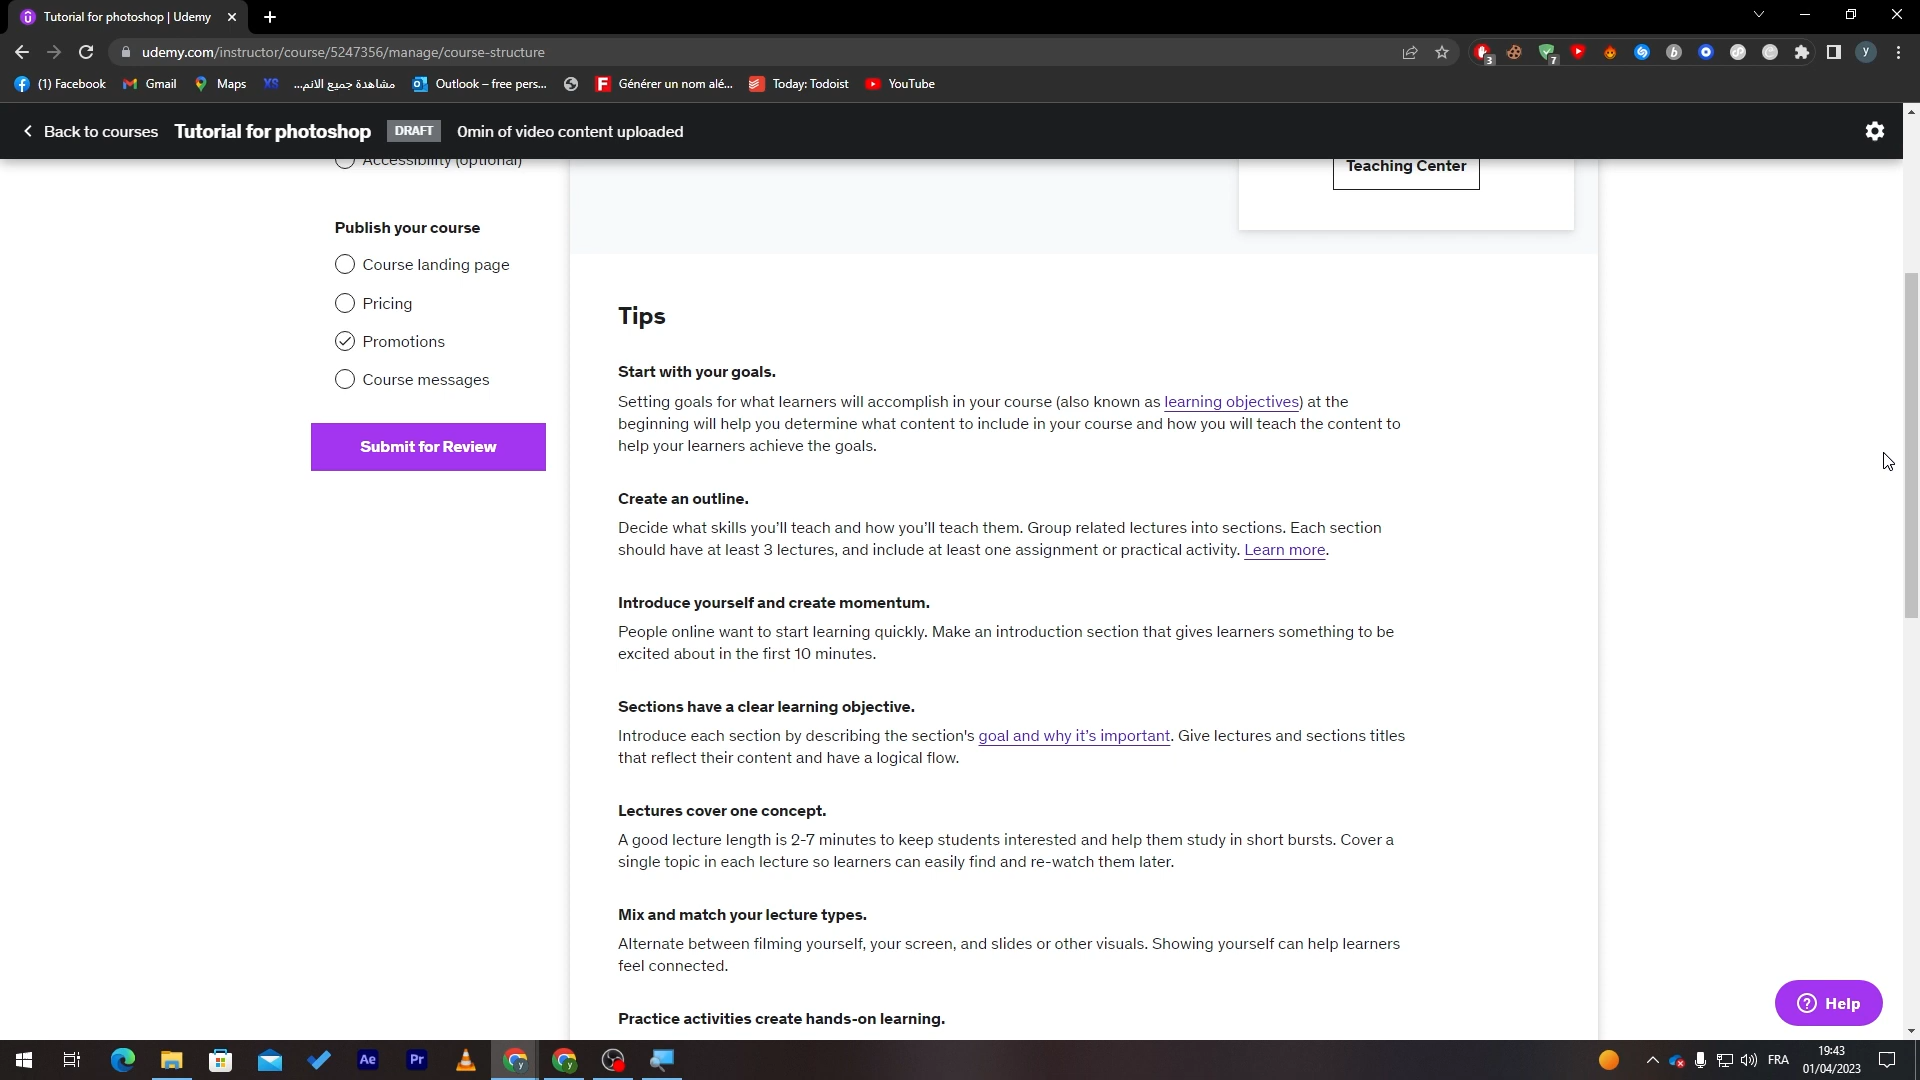 Tutorial for photoshop | Udemy
udemy.com/instructor/course/5247356/manage/course-structure
3
7
b
y
(1) Facebook
Gmail
Maps
XS
مشاهدة جميع الانم...
Outlook – free pers...
Générer un nom alé...
Today: Todoist
YouTube
Back to courses
Tutorial for photoshop
DRAFT
0min of video content uploaded
Accessibility (optional)
Teaching Center
Publish your course
Course landing page
Pricing
Promotions
Course messages
Submit for Review
Tips
Start with your goals.
Setting goals for what learners will accomplish in your course (also known as learning objectives) at the
beginning will help you determine what content to include in your course and how you will teach the content to
help your learners achieve the goals.
Create an outline.
Decide what skills you’ll teach and how you’ll teach them. Group related lectures into sections. Each section
should have at least 3 lectures, and include at least one assignment or practical activity. Learn more.
Introduce yourself and create momentum.
People online want to start learning quickly. Make an introduction section that gives learners something to be
excited about in the first 10 minutes.
Sections have a clear learning objective.
Introduce each section by describing the section's goal and why it’s important. Give lectures and sections titles
that reflect their content and have a logical flow.
Lectures cover one concept.
A good lecture length is 2-7 minutes to keep students interested and help them study in short bursts. Cover a
single topic in each lecture so learners can easily find and re-watch them later.
Mix and match your lecture types.
Alternate between filming yourself, your screen, and slides or other visuals. Showing yourself can help learners
feel connected.
Practice activities create hands-on learning.
Help
Ae
Pr
FRA
19:43
01/04/2023